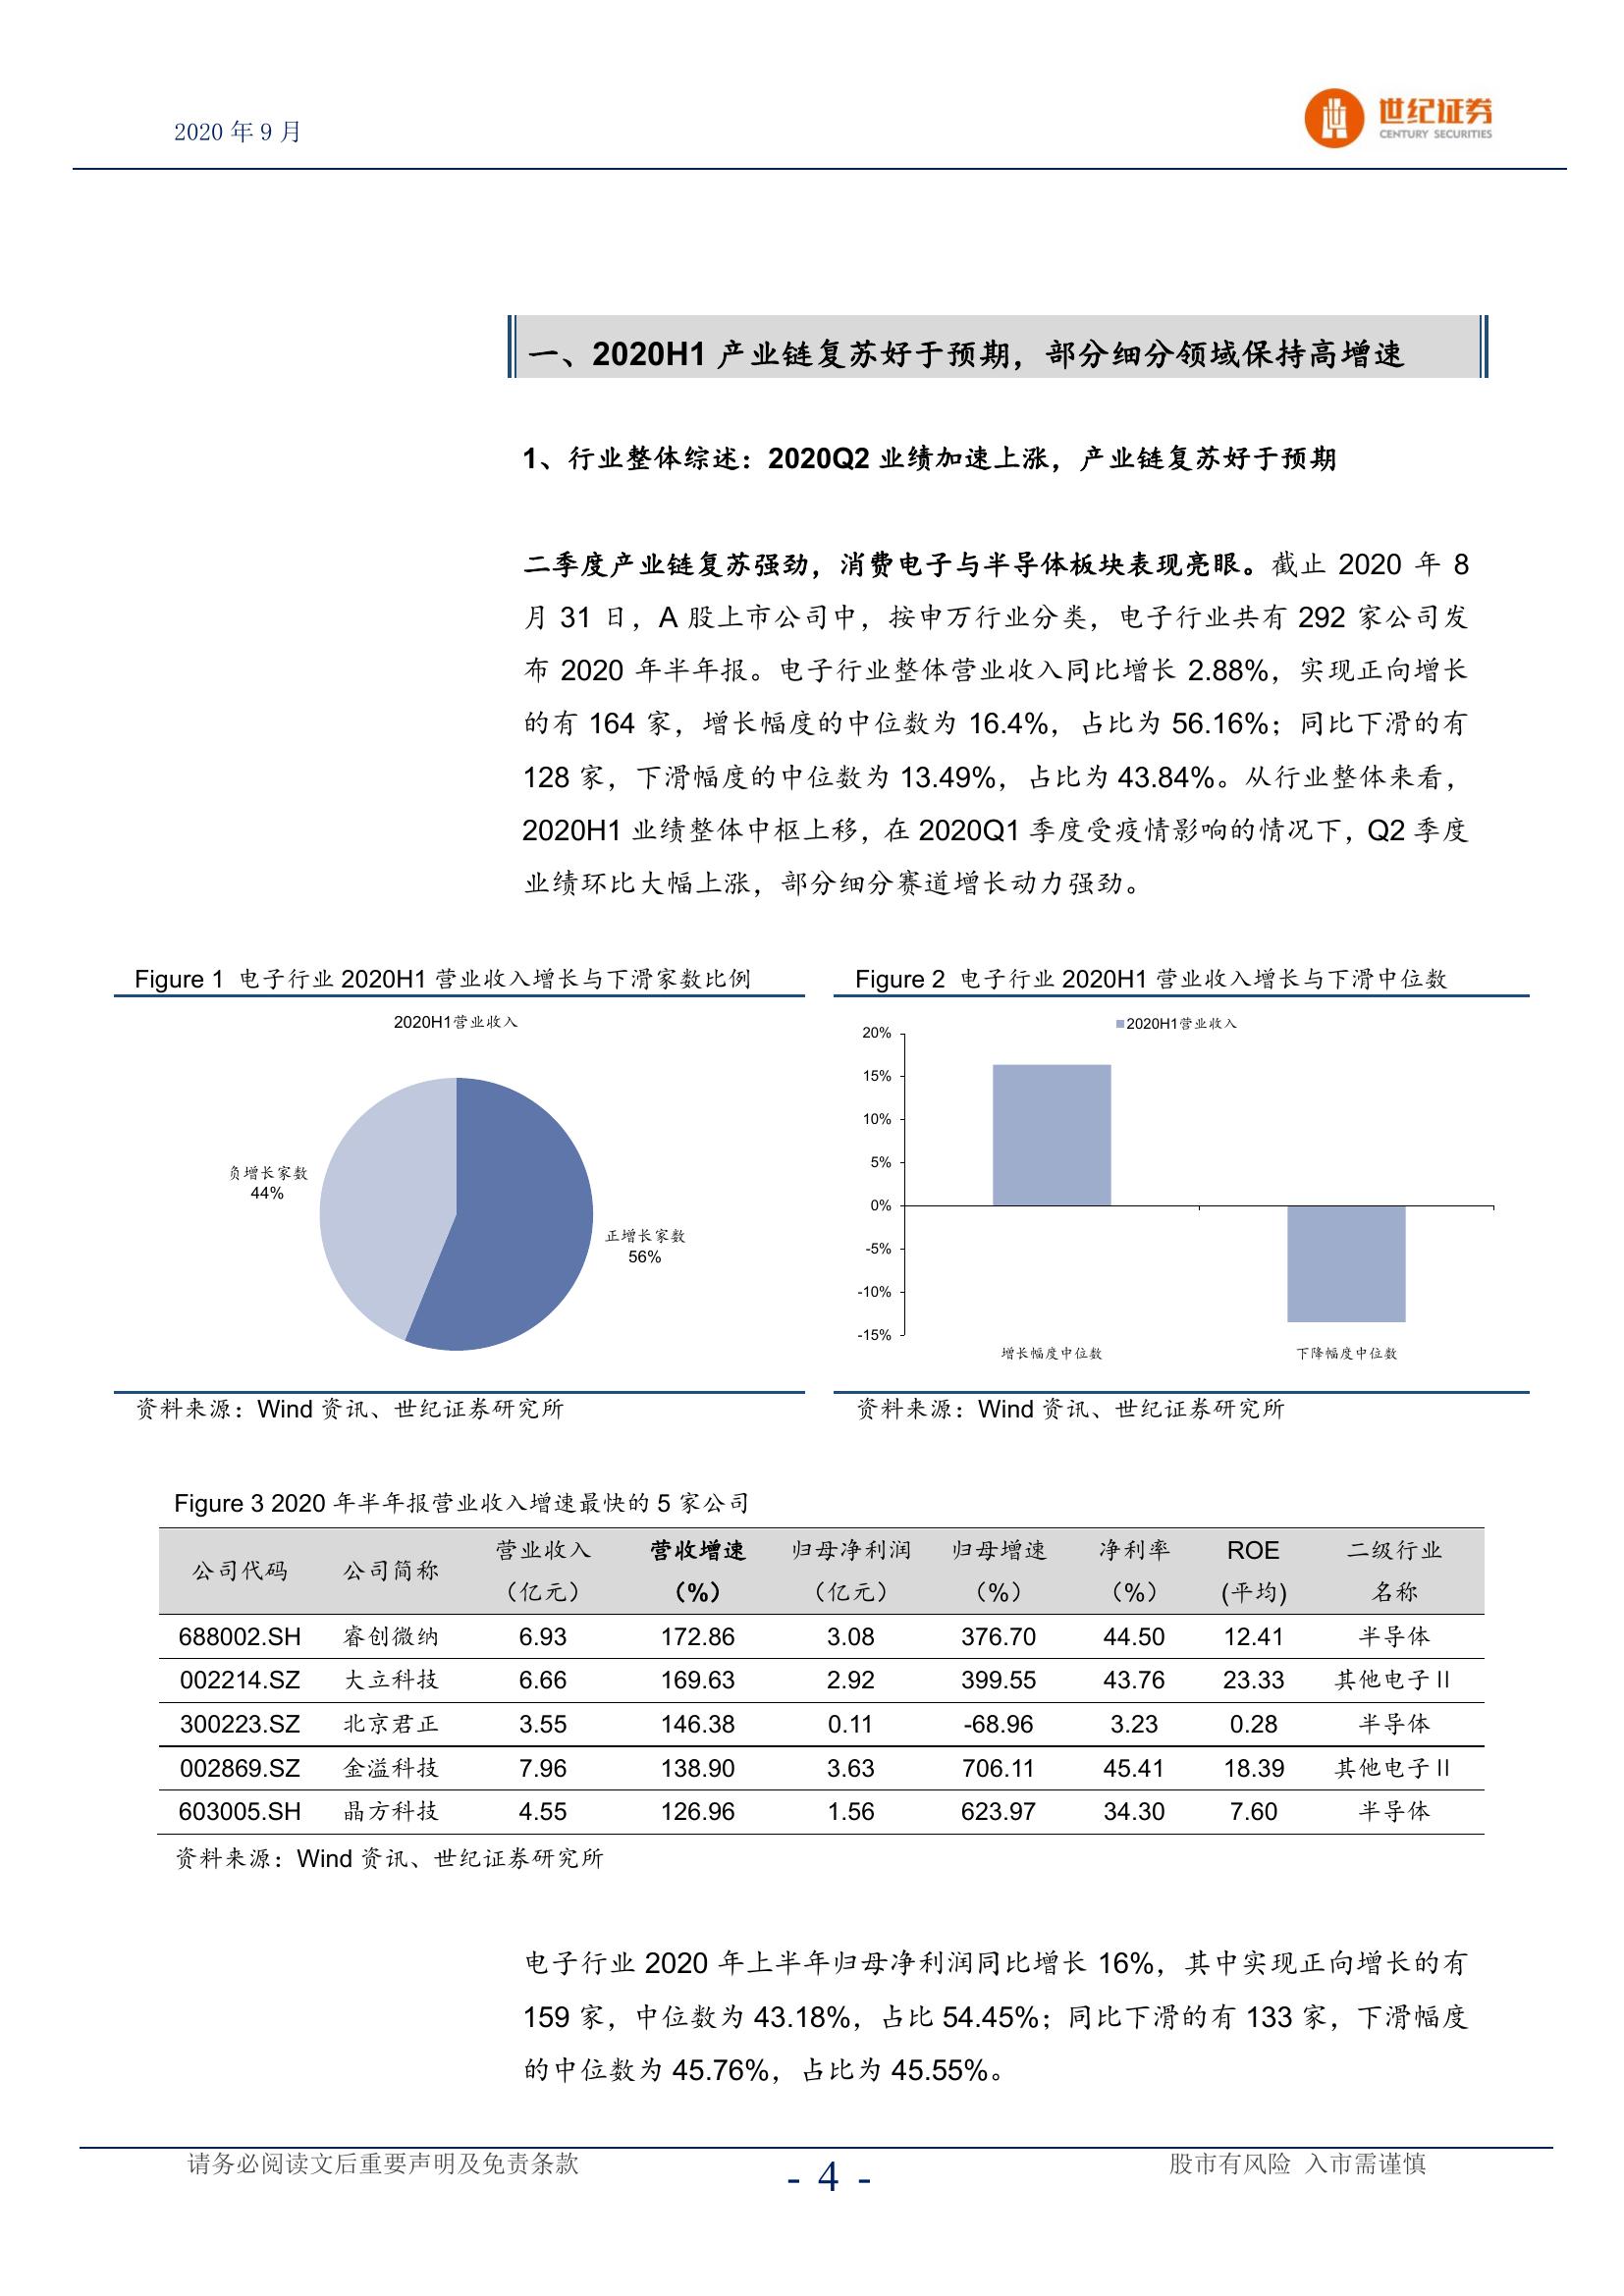 2020 年 9 月
世纪证券
CENTURY SECURITIES
一、2020H1 产业链复苏好于预期，部分细分领域保持高增速
1、行业整体综述：2020Q2 业绩加速上涨，产业链复苏好于预期
二季度产业链复苏强劲，消费电子与半导体板块表现亮眼。截止 2020 年 8
月 31 日，A 股上市公司中，按申万行业分类，电子行业共有 292 家公司发
布 2020 年半年报。电子行业整体营业收入同比增长 2.88%，实现正向增长
的有 164 家，增长幅度的中位数为 16.4%，占比为 56.16%；同比下滑的有
128 家，下滑幅度的中位数为 13.49%，占比为 43.84%。从行业整体来看，
2020H1 业绩整体中枢上移，在 2020Q1 季度受疫情影响的情况下，Q2 季度
业绩环比大幅上涨，部分细分赛道增长动力强劲。
Figure 1 电子行业 2020H1 营业收入增长与下滑家数比例
2020H1营业收入
负增长家数
44%
正增长家数
56%
资料来源：Wind 资讯、世纪证券研究所
Figure 2 电子行业 2020H1 营业收入增长与下滑中位数
2020H1营业收入
20%
15%
10%
5%
0%
-5%
-10%
-15%
增长幅度中位数 下降幅度中位数
资料来源：Wind 资讯、世纪证券研究所
Figure 3 2020 年半年报营业收入增速最快的 5 家公司
公司代码 公司简称 营业收入（亿元） 营收增速（%） 归母净利润（亿元） 归母增速（%） 净利率（%） ROE(平均) 二级行业名称
688002.SH 睿创微纳 6.93 172.86 3.08 376.70 44.50 12.41 半导体
002214.SZ 大立科技 6.66 169.63 2.92 399.55 43.76 23.33 其他电子Ⅱ
300223.SZ 北京君正 3.55 146.38 0.11 -68.96 3.23 0.28 半导体
002869.SZ 金溢科技 7.96 138.90 3.63 706.11 45.41 18.39 其他电子Ⅱ
603005.SH 晶方科技 4.55 126.96 1.56 623.97 34.30 7.60 半导体
资料来源：Wind 资讯、世纪证券研究所
电子行业 2020 年上半年归母净利润同比增长 16%，其中实现正向增长的有
159 家，中位数为 43.18%，占比 54.45%；同比下滑的有 133 家，下滑幅度
的中位数为 45.76%，占比为 45.55%。
请务必阅读文后重要声明及免责条款
- 4 -
股市有风险 入市需谨慎